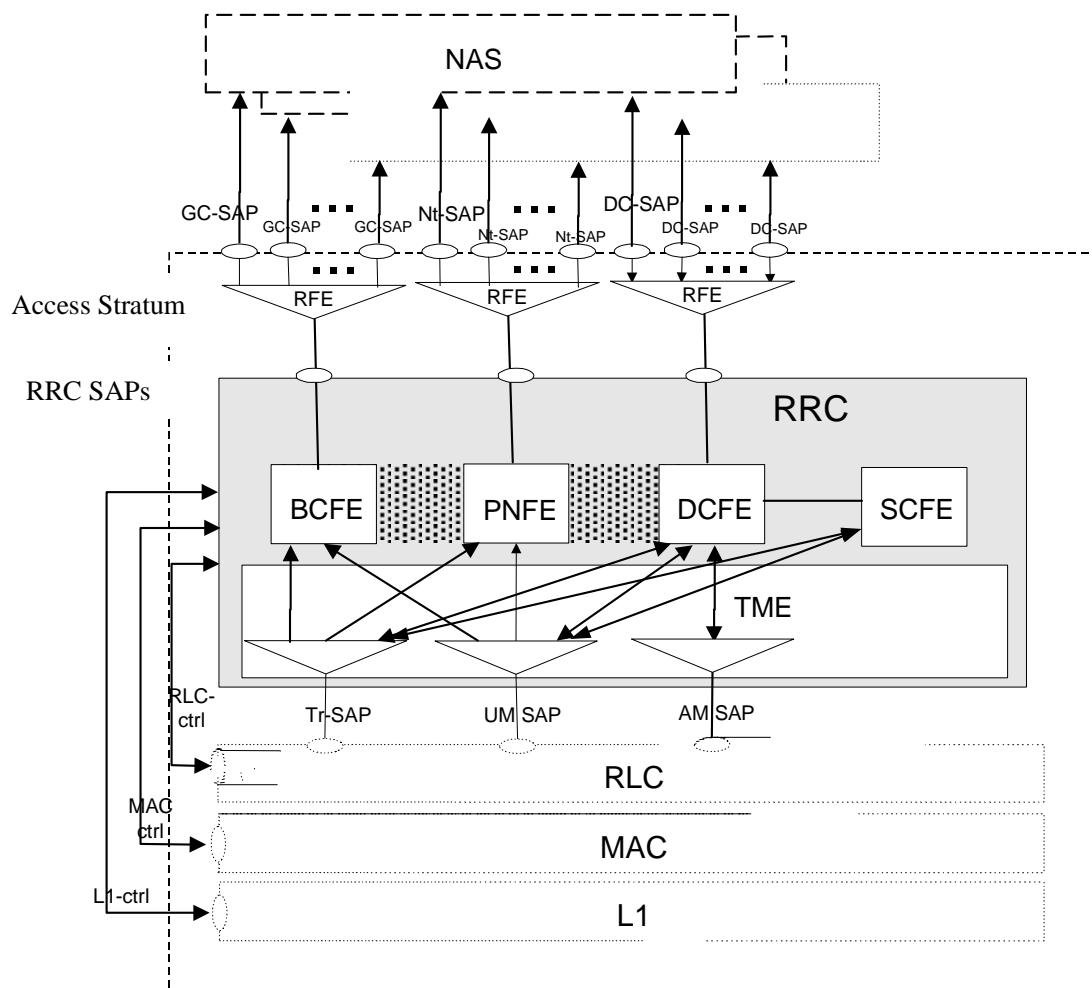 NAS
GC-SAP
GC-SAP
GC-SAP
Nt-SAP
Nt-SAP
Nt-SAP
DC-SAP
DC-SAP
DC-SAP
RFE
RFE
RFE
Access Stratum
RRC SAPs
RRC
BCFE
PNFE
DCFE
SCFE
TME
RLC-
ctrl
Tr-SAP
UM SAP
AM SAP
RLC
MAC
ctrl
MAC
L1-ctrl
L1